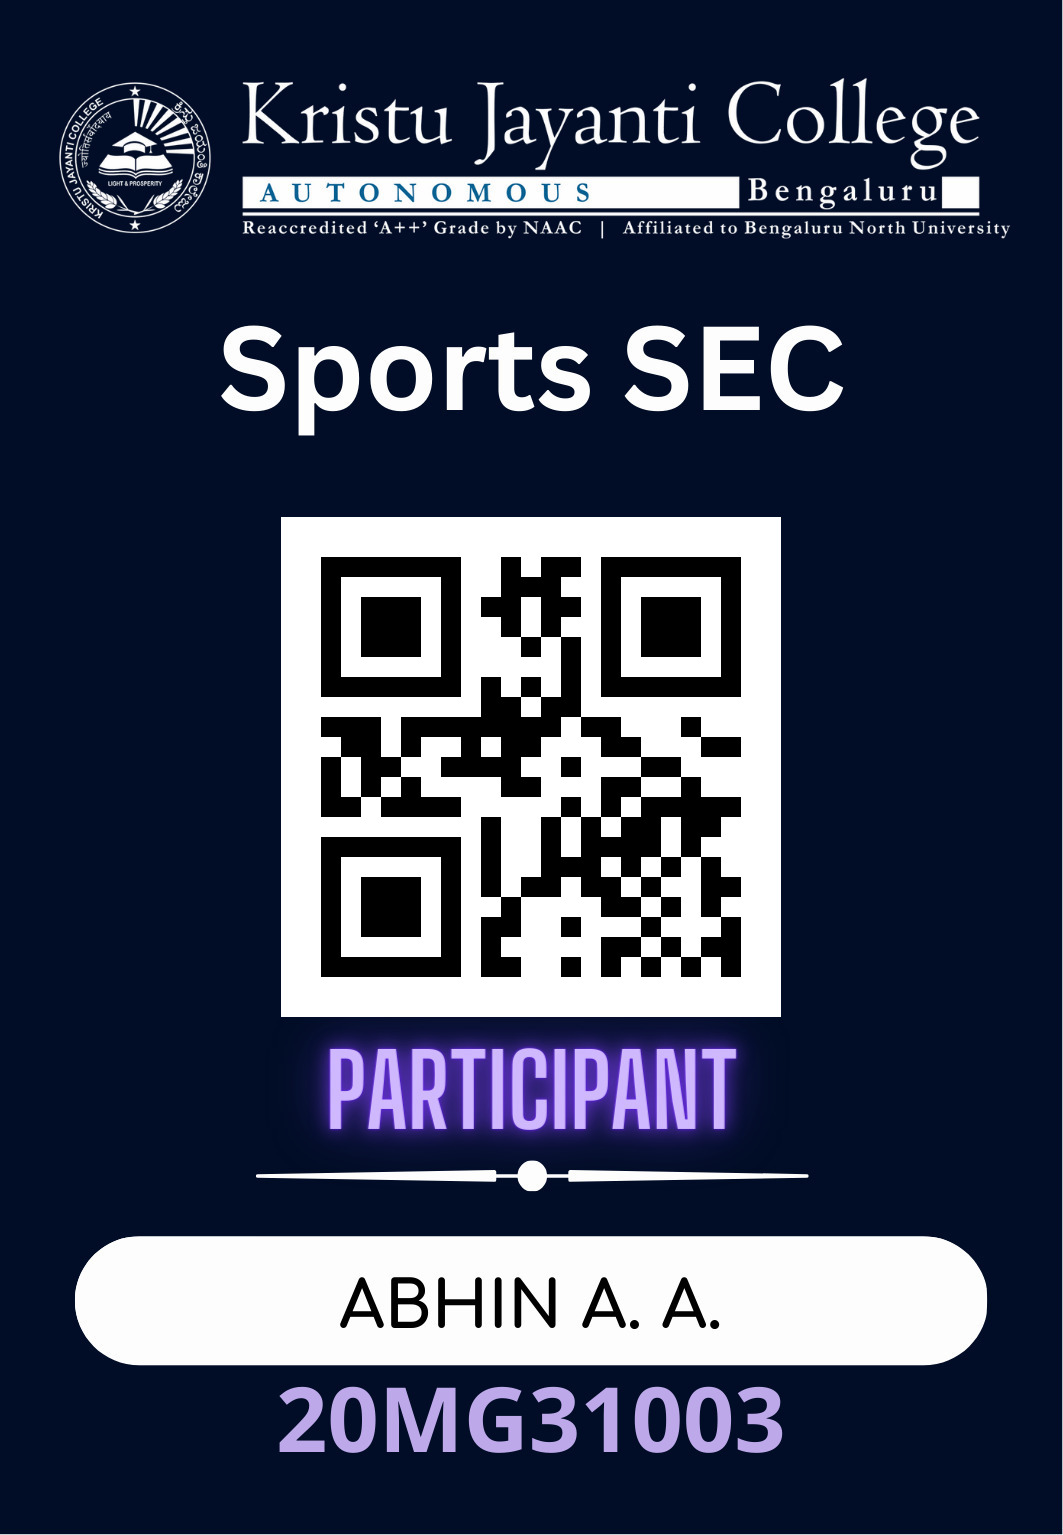 KRISTU JAYANTI COLLEGE
ಕ್ರಿಸ್ತು ಜಯಂತಿ ಕಾಲೇಜು
LIGHT & PROSPERITY
Kristu Jayanti College
AUTONOMOUS Bengaluru
Reaccredited ‘A++’ Grade by NAAC | Affiliated to Bengaluru North University
Sports SEC
PARTICIPANT
ABHIN A. A.
20MG31003